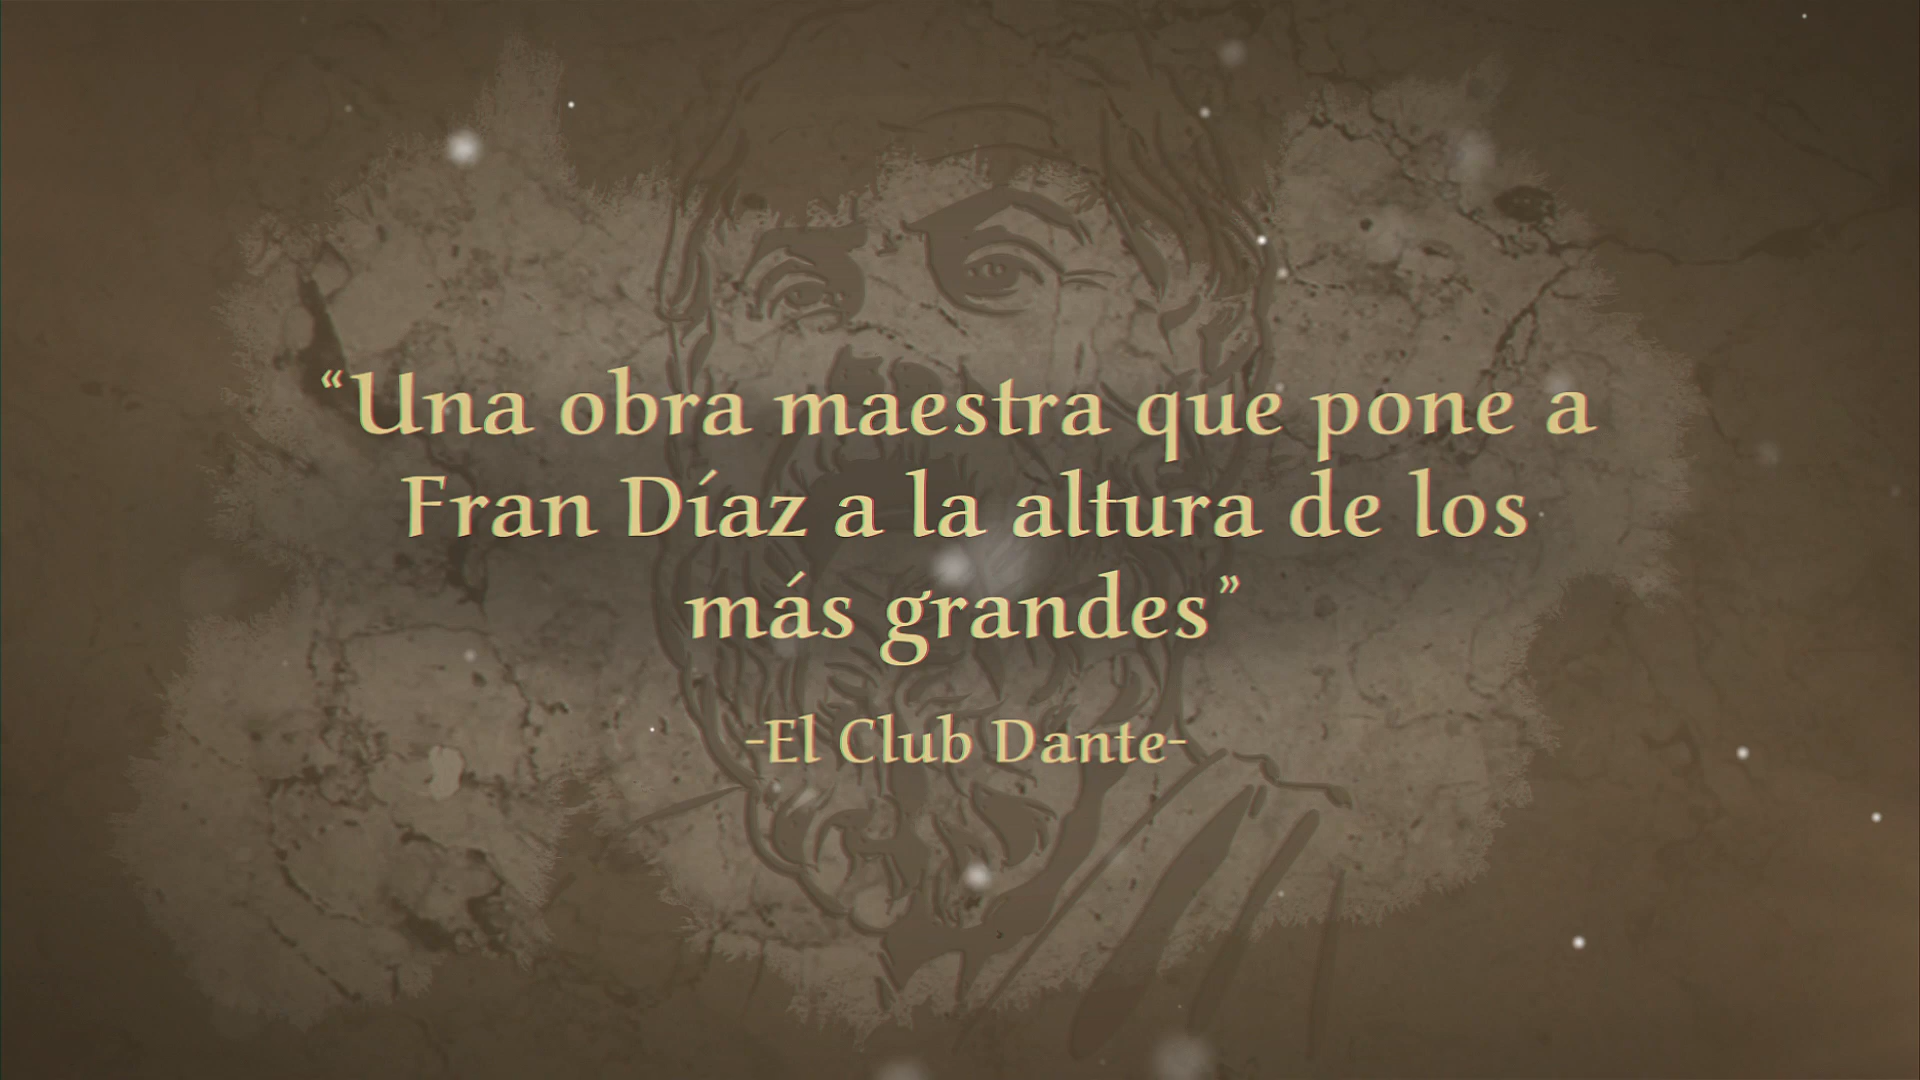 “Una obra maestra que pone a
Fran Díaz a la altura de los
más grandes”
-El Club Dante-